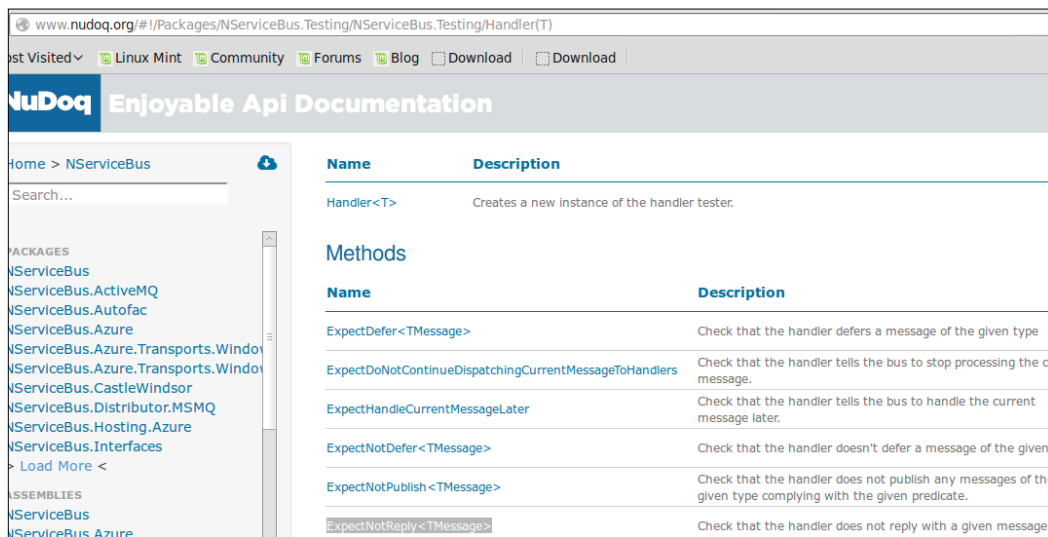 www.nudoq.org/#!/Packages/NServiceBus.Testing/NServiceBus.Testing/Handler(T)
ost Visited Linux Mint Community Forums Blog Download Download
NuDoq Enjoyable Api Documentation
Home > NServiceBus
Search...
PACKAGES
NServiceBus
NServiceBus.ActiveMQ
NServiceBus.Autofac
NServiceBus.Azure
NServiceBus.Azure.Transports.Window
NServiceBus.Azure.Transports.Window
NServiceBus.CastleWindsor
NServiceBus.Distributor.MSMQ
NServiceBus.Hosting.Azure
NServiceBus.Interfaces
> Load More <
ASSEMBLIES
NServiceBus
NServiceBus.Azure
Name Description
Handler<T> Creates a new instance of the handler tester.
Methods
Name Description
ExpectDefer<TMessage> Check that the handler defers a message of the given type
ExpectDoNotContinueDispatchingCurrentMessageToHandlers Check that the handler tells the bus to stop processing the c
message.
ExpectHandleCurrentMessageLater Check that the handler tells the bus to handle the current
message later.
ExpectNotDefer<TMessage> Check that the handler doesn't defer a message of the given
ExpectNotPublish<TMessage> Check that the handler does not publish any messages of th
given type complying with the given predicate.
ExpectNotReply<TMessage> Check that the handler does not reply with a given message